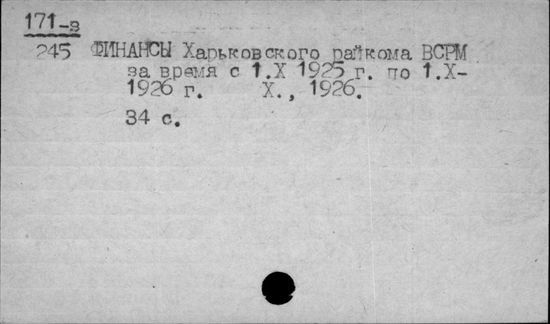 171-з
245 ФИНАНСЫ Харьковского райкома ВСРМ
за время с 1.X 1925 г. по 1.X-
1926 г. Х., 1926.
34 с.